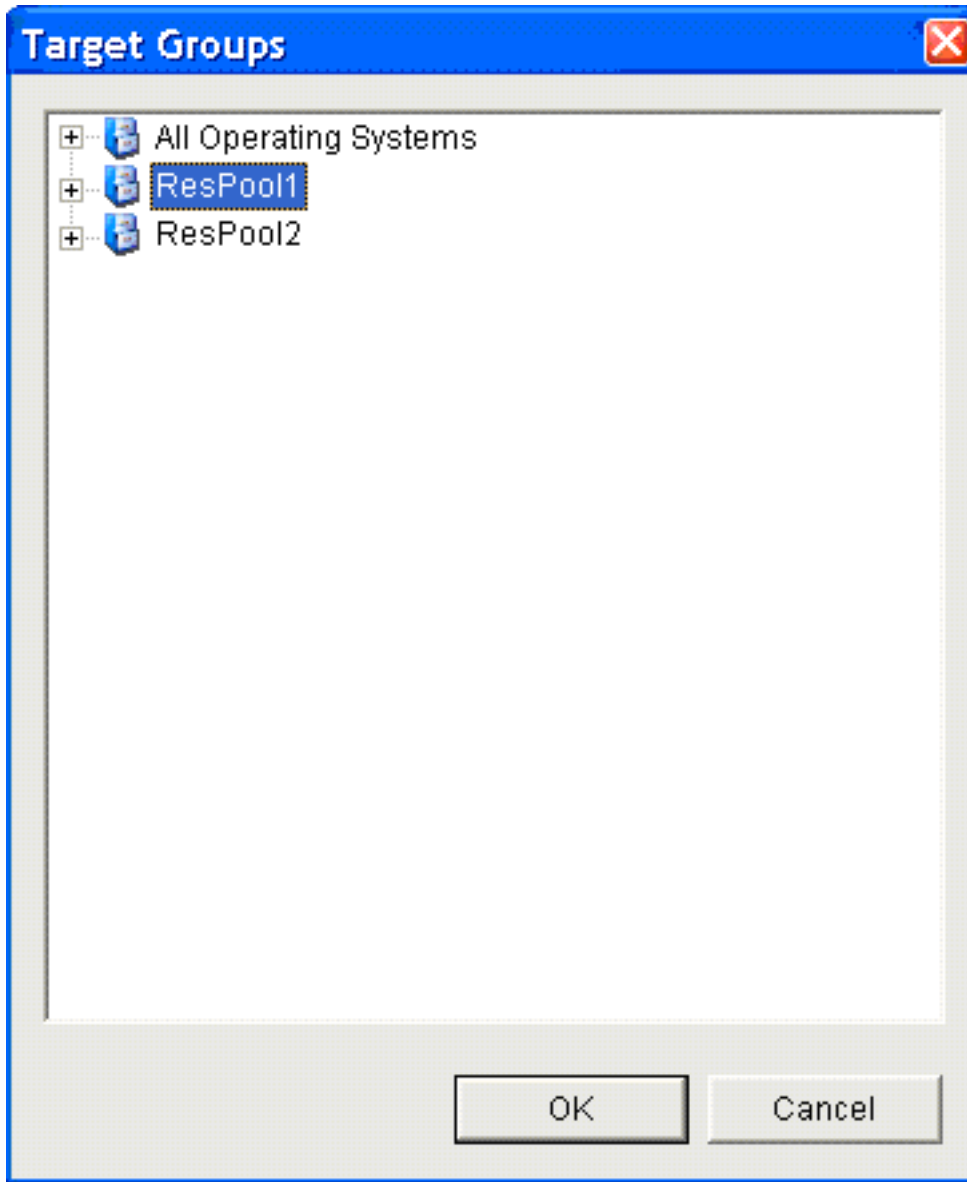 Target Groups
All Operating Systems
ResPool1
ResPool2
OK
Cancel